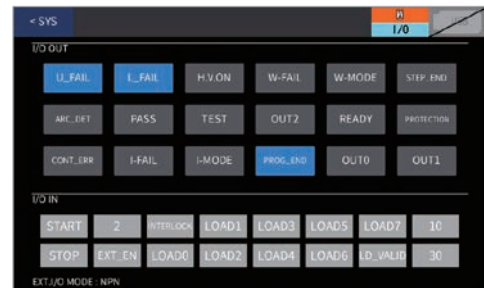 < SYS
I/O
I/O OUT
U_FAIL L_FAIL H.V.ON W-FAIL W-MODE STEP_END
ARC_DET PASS TEST OUT2 READY PROTECTION
CONT_ERR I-FAIL I-MODE PROG_END OUT0 OUT1
I/O IN
START 2 INTERLOCK LOAD1 LOAD3 LOAD5 LOAD7 10
STOP EXT_EN LOAD0 LOAD2 LOAD4 LOAD6 LD_VALID 30
EXT.I/O MODE : NPN